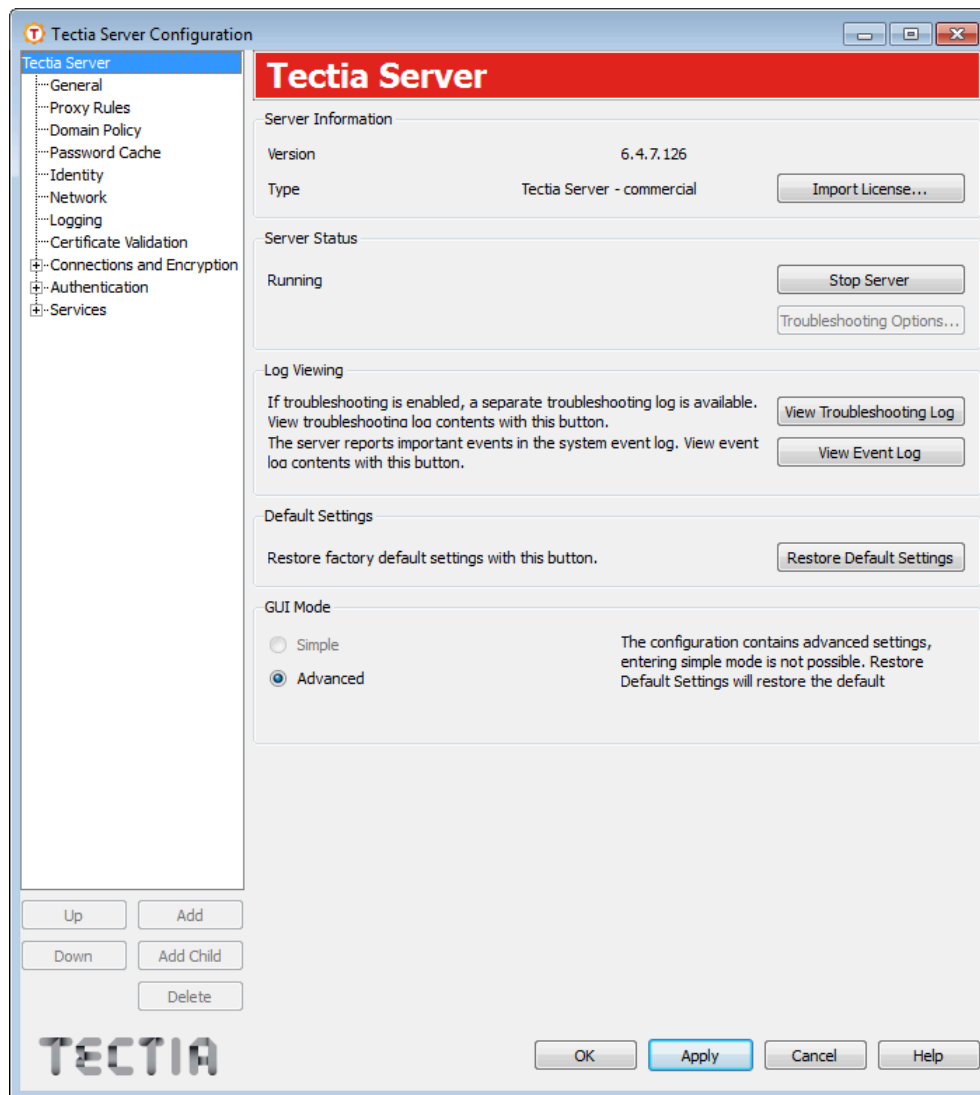 Tectia Server Configuration
Tectia Server
General
Proxy Rules
Domain Policy
Password Cache
Identity
Network
Logging
Certificate Validation
Connections and Encryption
Authentication
Services
Tectia Server
Server Information
Version 6.4.7.126
Type Tectia Server - commercial Import License...
Server Status
Running Stop Server
Troubleshooting Options...
Log Viewing
If troubleshooting is enabled, a separate troubleshooting log is available.
View troubleshooting log contents with this button.
View Troubleshooting Log
The server reports important events in the system event log. View event
log contents with this button.
View Event Log
Default Settings
Restore factory default settings with this button. Restore Default Settings
GUI Mode
Simple
Advanced
The configuration contains advanced settings,
entering simple mode is not possible. Restore
Default Settings will restore the default
Up Add
Down Add Child
Delete
TECTIA
OK Apply Cancel Help